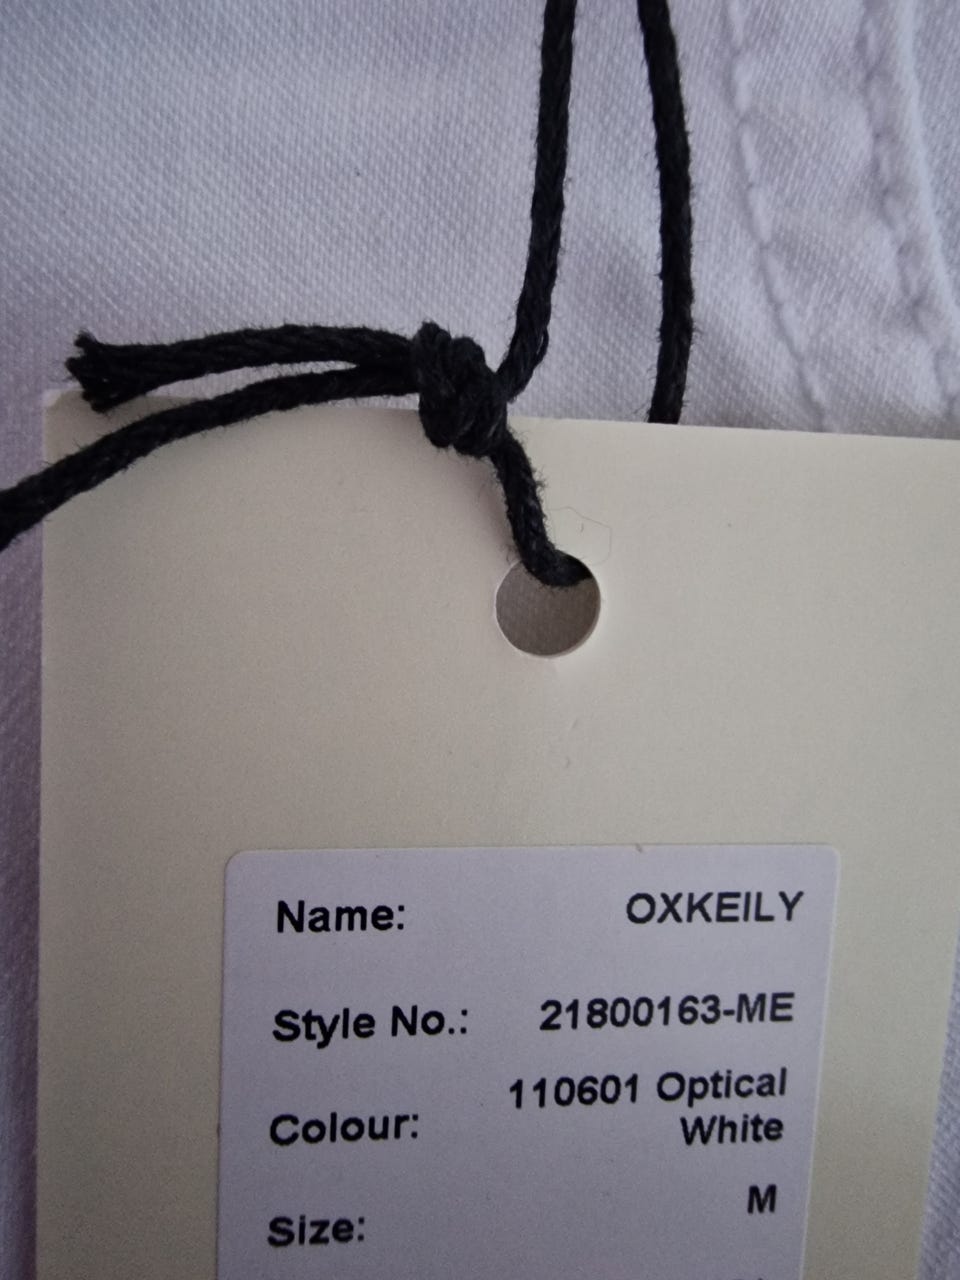 Name: OXKEILY
Style No.: 21800163-ME
Colour: 110601 Optical
White
Size: M